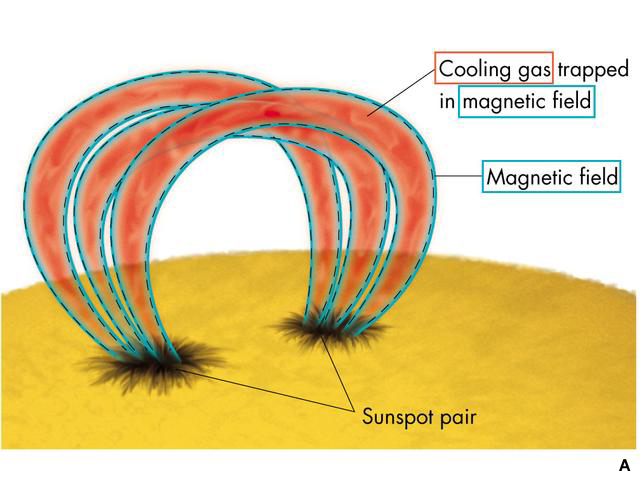 Cooling gas trapped
in magnetic field
Magnetic field
Sunspot pair
A